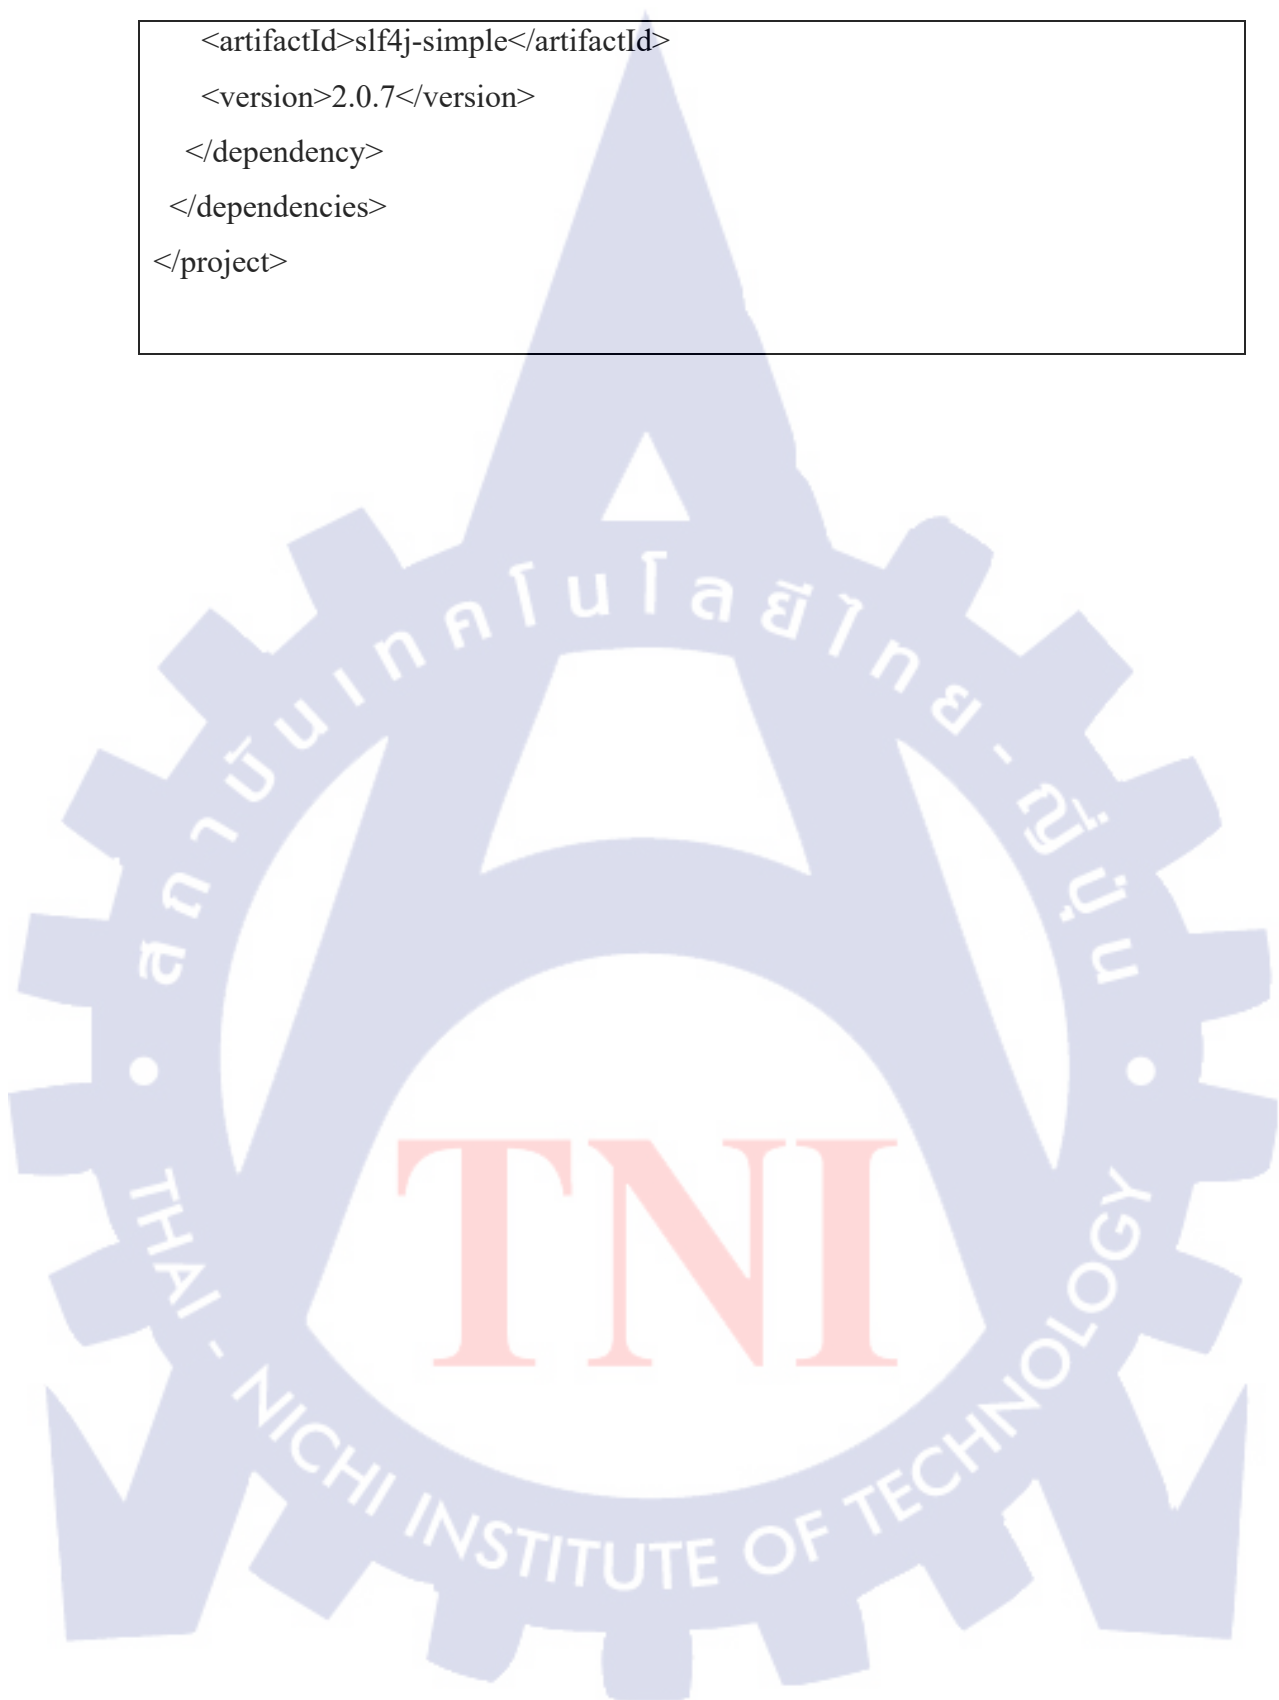 <artifactId>slf4j-simple</artifactId>
<version>2.0.7</version>
</dependency>
</dependencies>
</project>
สถาบันเทคโนโลยีไทย-ญี่ปุ่น
TNI
THAI - NICHI INSTITUTE OF TECHNOLOGY